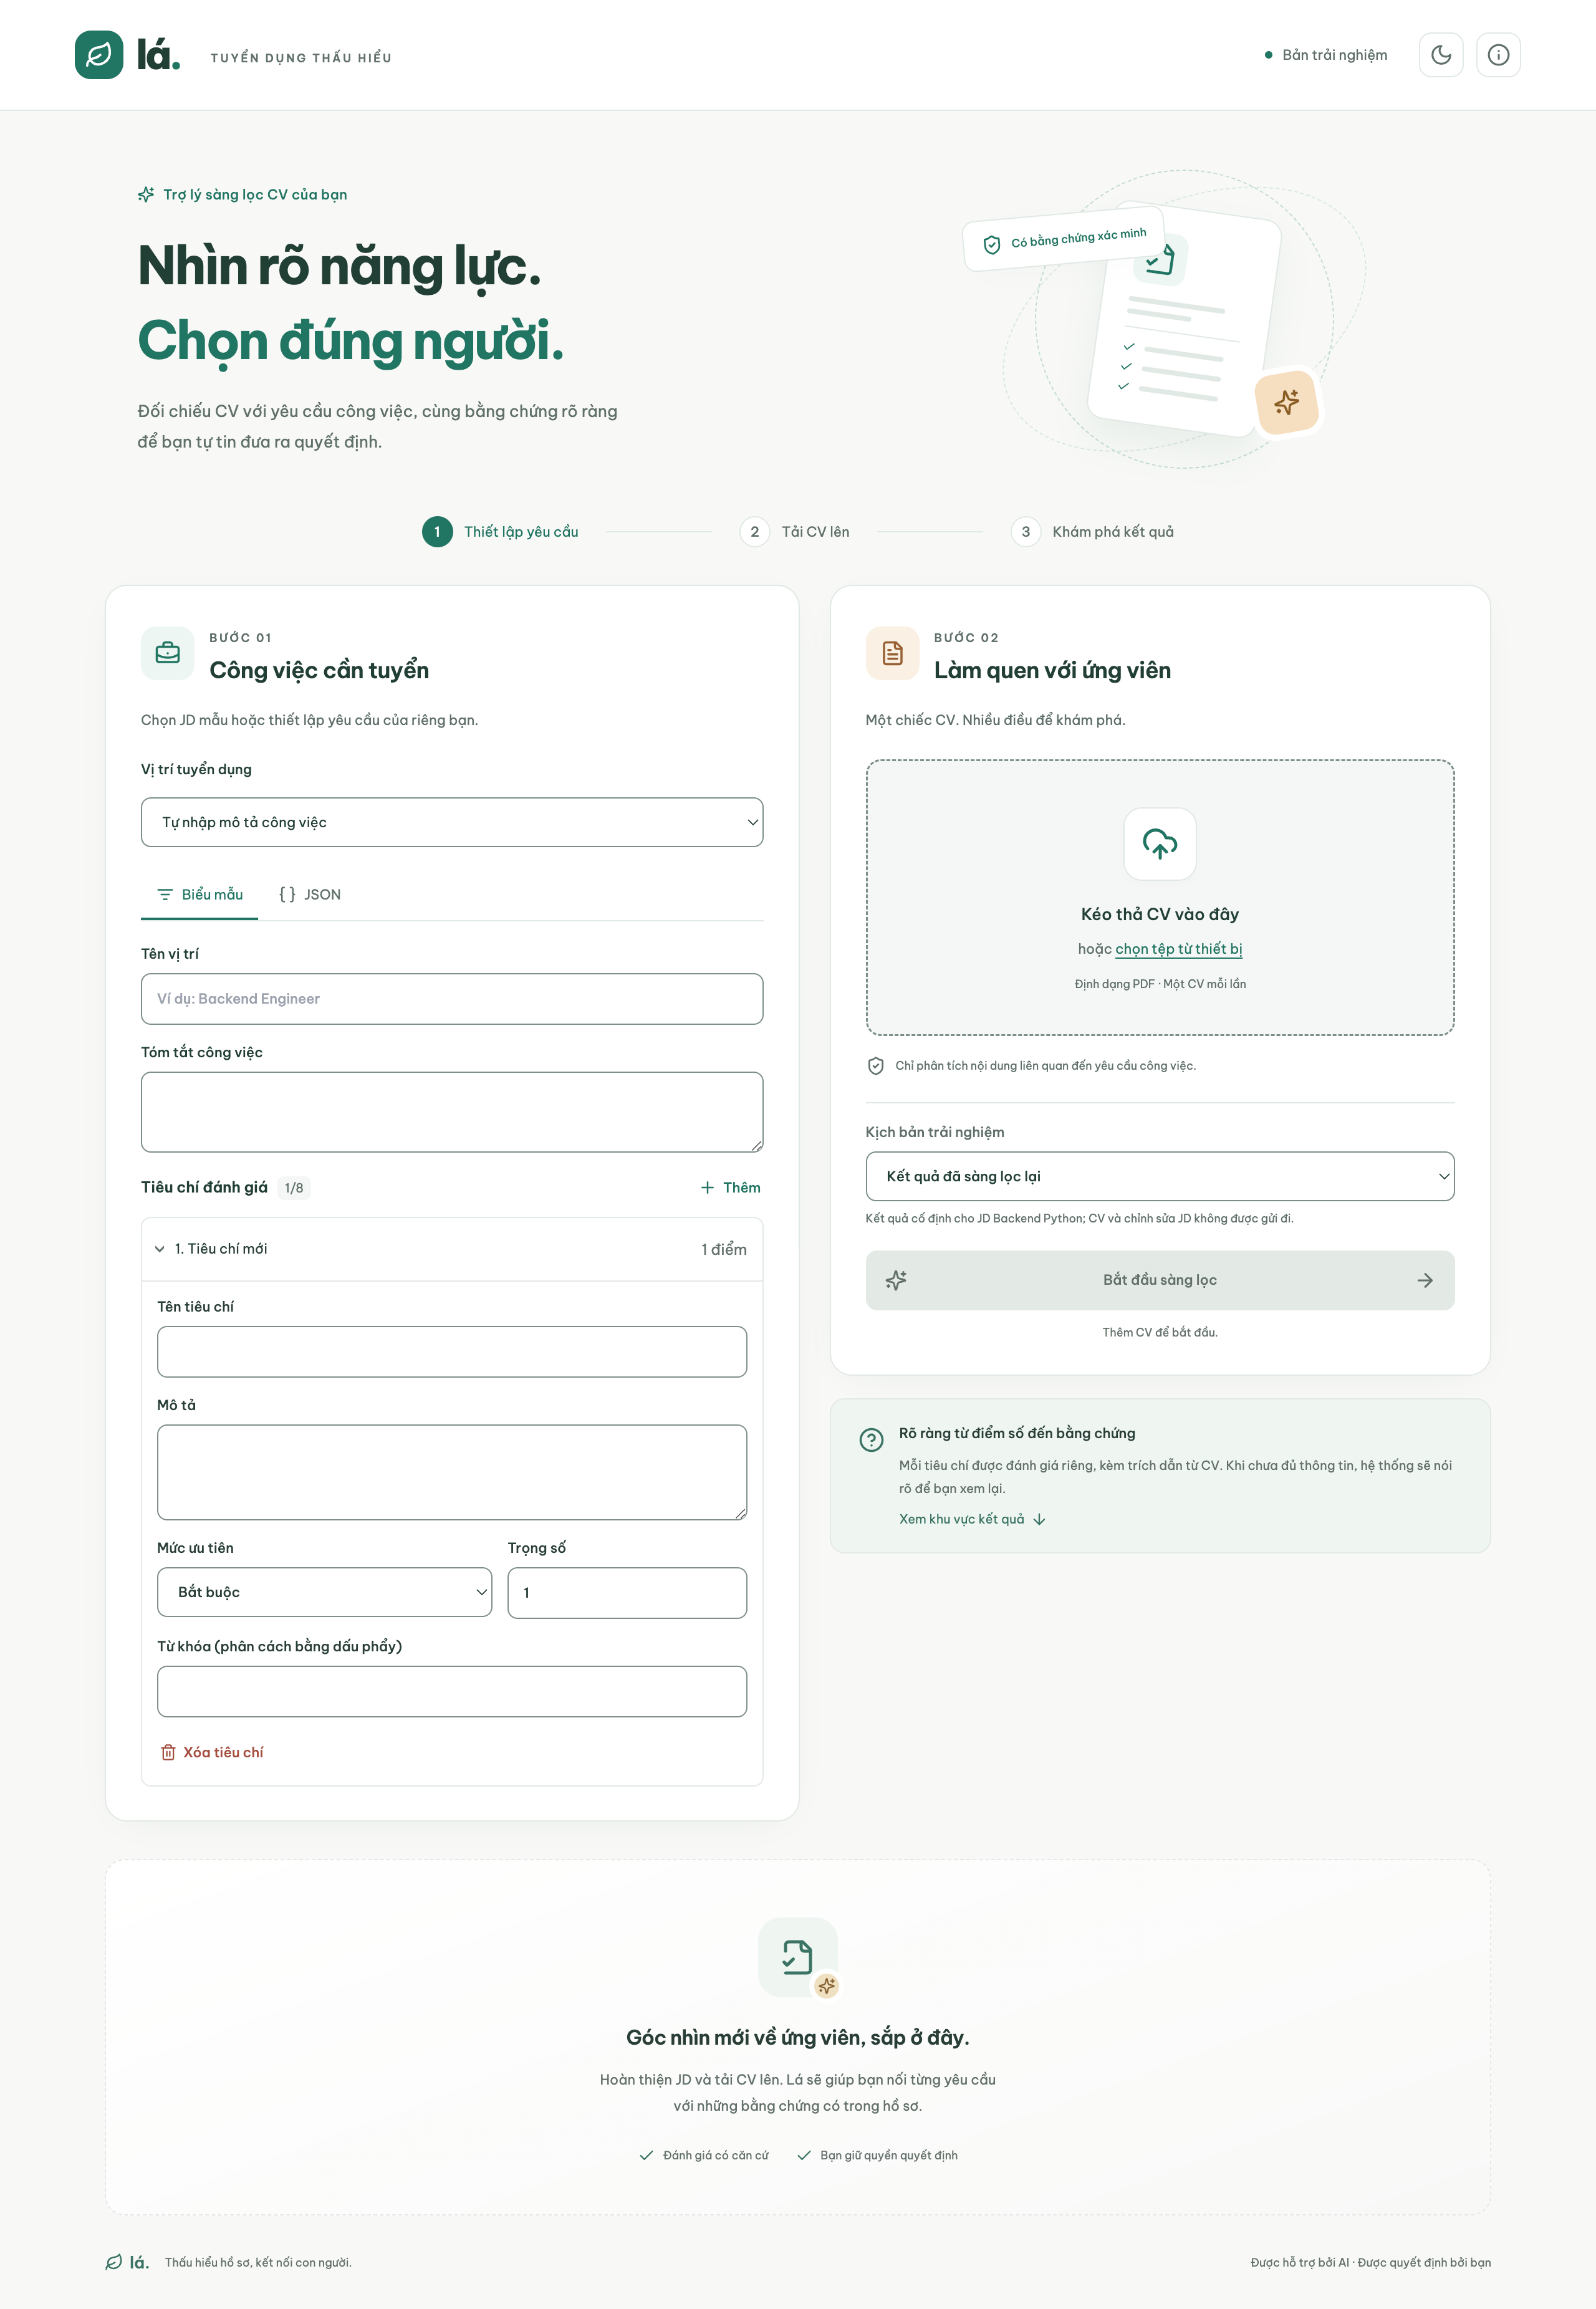 lá.
TUYỂN DỤNG THẤU HIỂU
Bản trải nghiệm
Trợ lý sàng lọc CV của bạn
Nhìn rõ năng lực.
Chọn đúng người.
Đối chiếu CV với yêu cầu công việc, cùng bằng chứng rõ ràng
để bạn tự tin đưa ra quyết định.
Có bằng chứng xác minh
1 Thiết lập yêu cầu
2 Tải CV lên
3 Khám phá kết quả
BƯỚC 01
Công việc cần tuyển
Chọn JD mẫu hoặc thiết lập yêu cầu của riêng bạn.
Vị trí tuyển dụng
Tự nhập mô tả công việc
Biểu mẫu
{ } JSON
Tên vị trí
Ví dụ: Backend Engineer
Tóm tắt công việc
Tiêu chí đánh giá 1/8
Thêm
1. Tiêu chí mới
1 điểm
Tên tiêu chí
Mô tả
Mức ưu tiên
Trọng số
Bắt buộc
1
Từ khóa (phân cách bằng dấu phẩy)
Xóa tiêu chí
BƯỚC 02
Làm quen với ứng viên
Một chiếc CV. Nhiều điều để khám phá.
Kéo thả CV vào đây
hoặc chọn tệp từ thiết bị
Định dạng PDF · Một CV mỗi lần
Chỉ phân tích nội dung liên quan đến yêu cầu công việc.
Kịch bản trải nghiệm
Kết quả đã sàng lọc lại
Kết quả cố định cho JD Backend Python; CV và chỉnh sửa JD không được gửi đi.
Bắt đầu sàng lọc
Thêm CV để bắt đầu.
Rõ ràng từ điểm số đến bằng chứng
Mỗi tiêu chí được đánh giá riêng, kèm trích dẫn từ CV. Khi chưa đủ thông tin, hệ thống sẽ nói
rõ để bạn xem lại.
Xem khu vực kết quả
Góc nhìn mới về ứng viên, sắp ở đây.
Hoàn thiện JD và tải CV lên. Lá sẽ giúp bạn nối từng yêu cầu
với những bằng chứng có trong hồ sơ.
Đánh giá có căn cứ
Bạn giữ quyền quyết định
lá.
Thấu hiểu hồ sơ, kết nối con người.
Được hỗ trợ bởi AI · Được quyết định bởi bạn